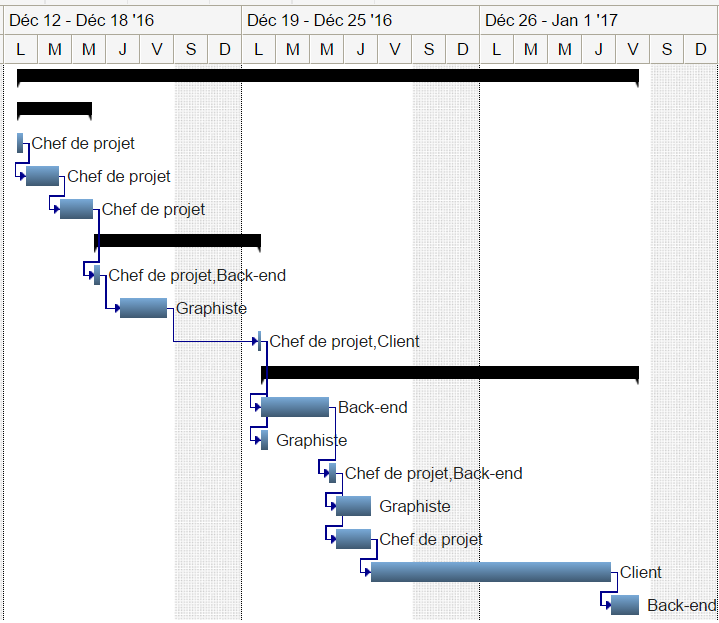 Déc 12 - Déc 18 '16 Déc 19 - Déc 25 '16 Déc 26 - Jan 1 '17
L M M J V S D L M M J V S D L M M J V S D
Chef de projet
Chef de projet
Chef de projet
Chef de projet,Back-end
Graphiste
Chef de projet,Client
Back-end
Graphiste
Chef de projet,Back-end
Graphiste
Chef de projet
Client
Back-end